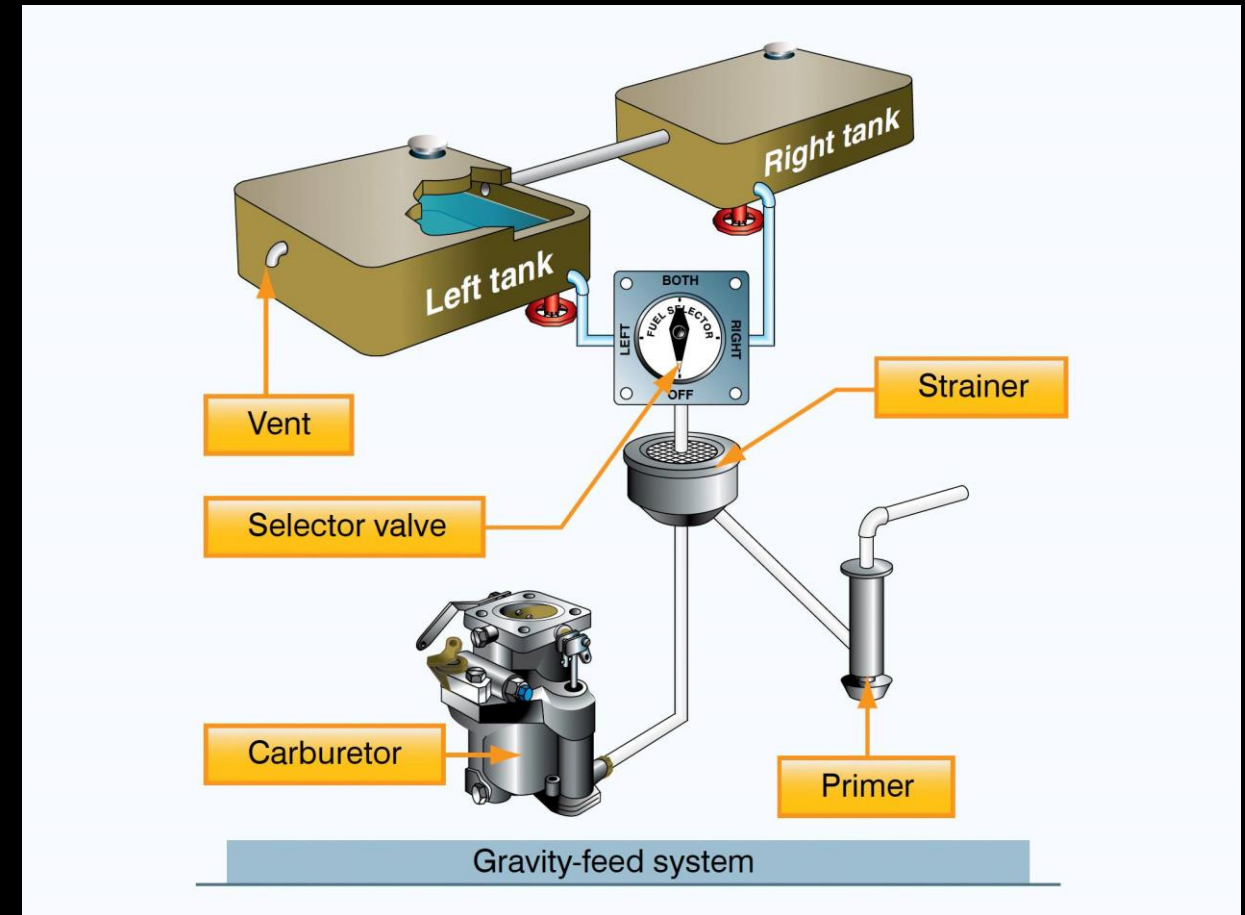 Right tank
Left tank
BOTH
FUEL SELECTOR
LEFT
RIGHT
OFF
Strainer
Vent
Selector valve
Carburetor
Primer
Gravity-feed system